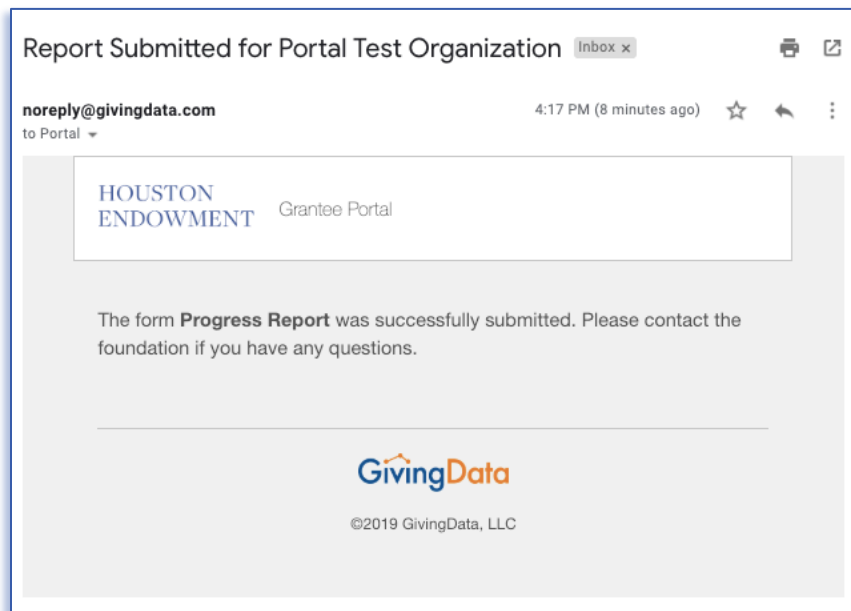 Report Submitted for Portal Test Organization Inbox x
noreply@givingdata.com 4:17 PM (8 minutes ago)
to Portal
HOUSTON
ENDOWMENT Grantee Portal
The form Progress Report was successfully submitted. Please contact the
foundation if you have any questions.
GivingData
©2019 GivingData, LLC